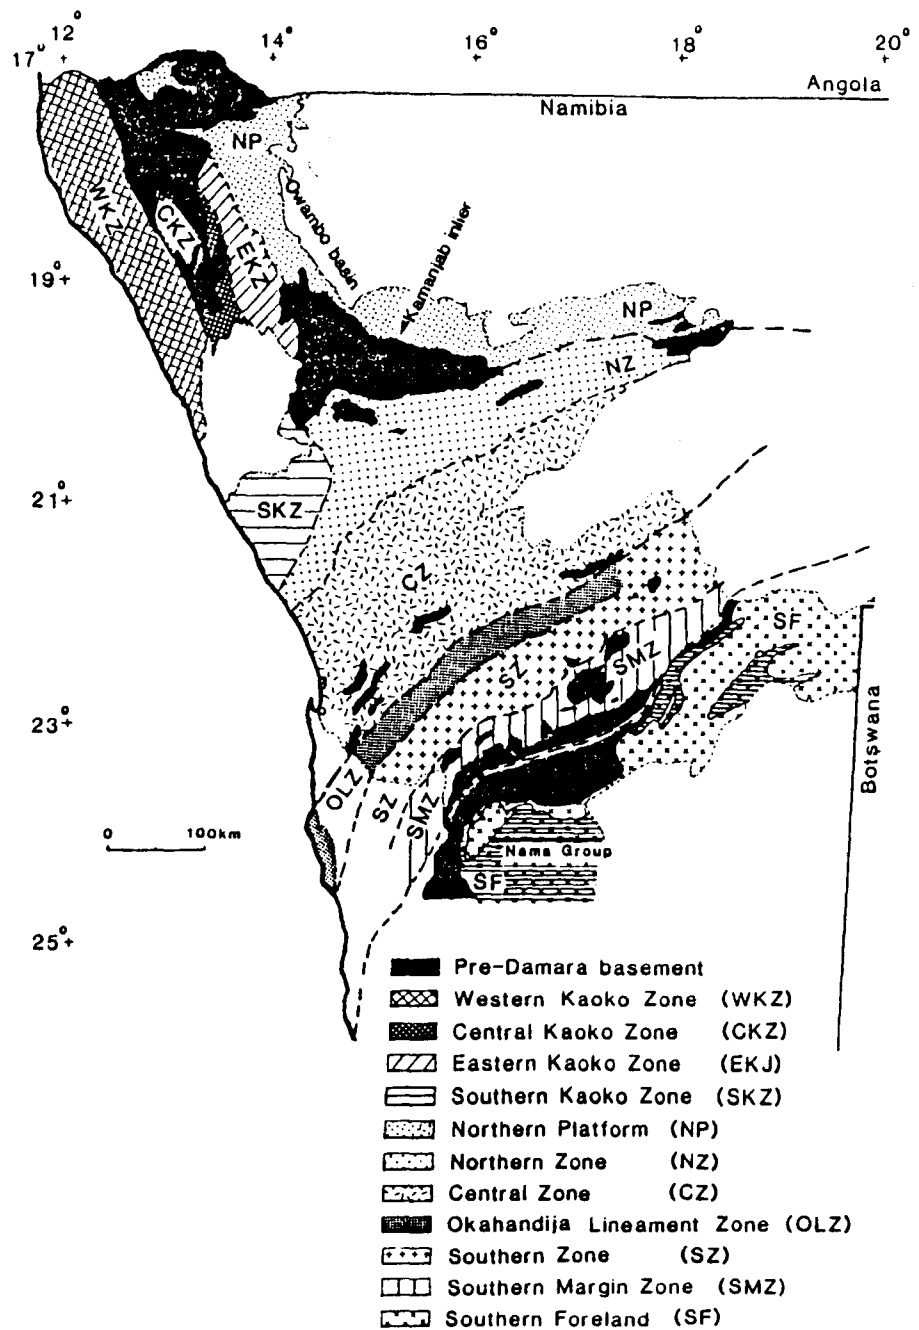 12° 14° 16° 18° 20°
17°
Angola
Namibia
NP
WKZ
CKZ
EKZ
Owambo basin
Kamanjab inlier
19°
NP
NZ
21°
SKZ
CZ
SF
SMZ
SZ
23°
Botswana
OLZ
SZ
SMZ
0 100km
Nama Group
SF
25°
Pre-Damara basement
Western Kaoko Zone (WKZ)
Central Kaoko Zone (CKZ)
Eastern Kaoko Zone (EKJ)
Southern Kaoko Zone (SKZ)
Northern Platform (NP)
Northern Zone (NZ)
Central Zone (CZ)
Okahandija Lineament Zone (OLZ)
Southern Zone (SZ)
Southern Margin Zone (SMZ)
Southern Foreland (SF)